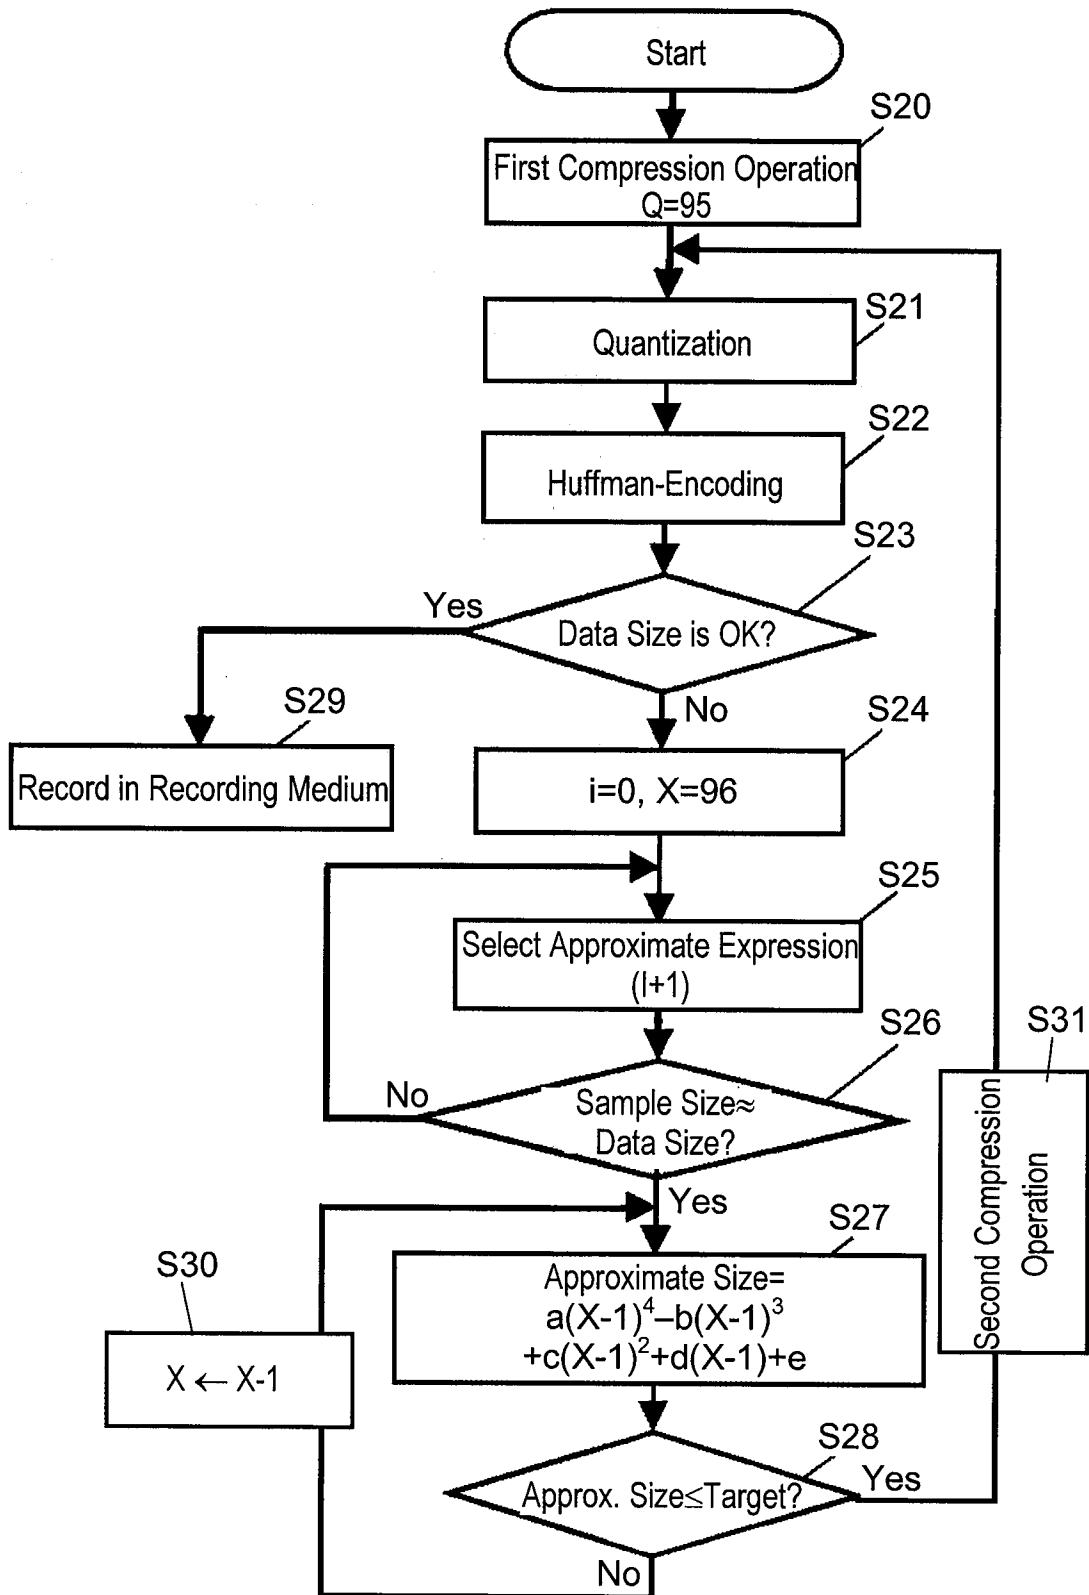 Start
S20
First Compression Operation
Q=95
S21
Quantization
S22
Huffman-Encoding
S23
Yes
Data Size is OK?
No
S29
Record in Recording Medium
S24
i=0, X=96
S25
Select Approximate Expression
(I+1)
S26
No
Sample Size≈
Data Size?
Yes
S31
Second Compression
Operation
S27
Approximate Size=
a(X-1)⁴–b(X-1)³
+c(X-1)²+d(X-1)+e
S30
X ← X-1
S28
Yes
Approx. Size≤Target?
No